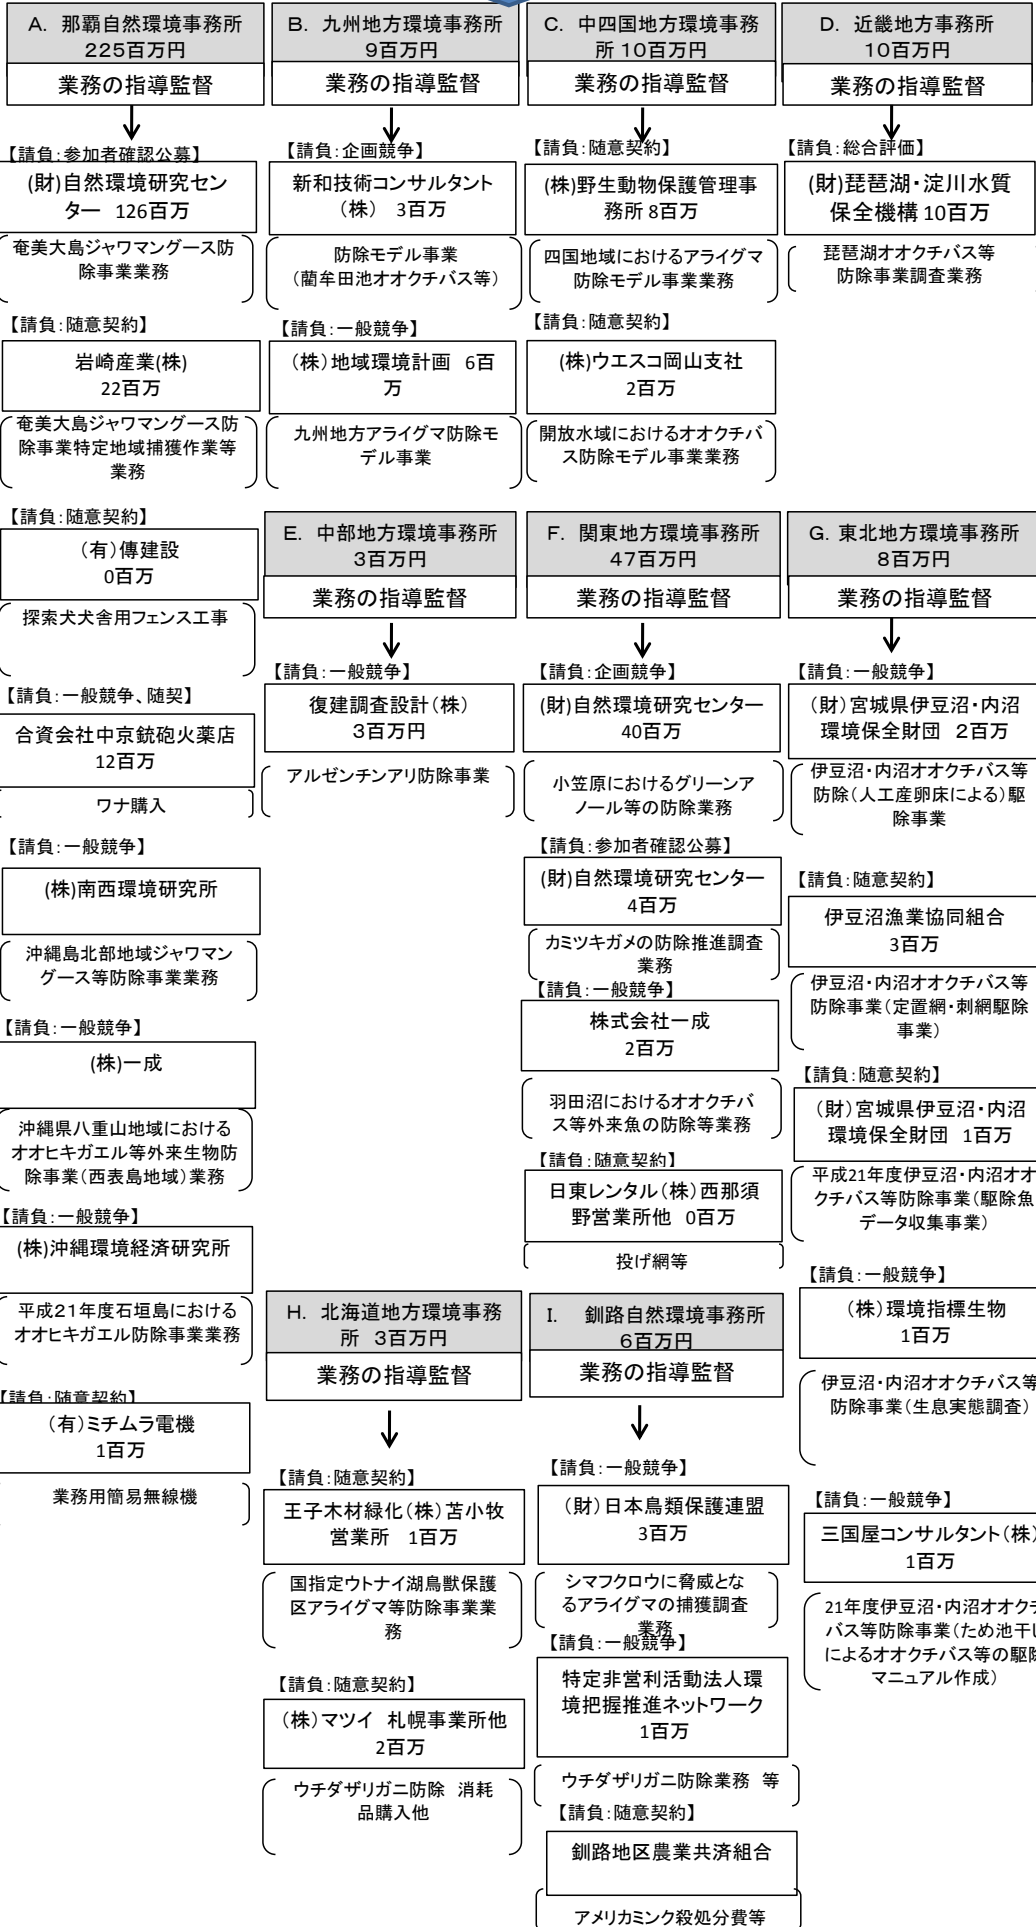 A. 那覇自然環境事務所
225百万円
業務の指導監督
【請負:参加者確認公募】
(財)自然環境研究セン
ター 126百万
奄美大島ジャワマングース防
除事業業務
【請負:随意契約】
岩崎産業(株)
22百万
奄美大島ジャワマングース防
除事業特定地域捕獲作業等
業務
【請負:随意契約】
(有)傳建設
0百万
探索犬犬舎用フェンス工事
【請負:一般競争、随契】
合資会社中京銃砲火薬店
12百万
ワナ購入
【請負:一般競争】
(株)南西環境研究所
沖縄島北部地域ジャワマン
グース等防除事業業務
【請負:一般競争】
(株)一成
沖縄県八重山地域における
オオヒキガエル等外来生物防
除事業(西表島地域)業務
【請負:一般競争】
(株)沖縄環境経済研究所
平成21年度石垣島における
オオヒキガエル防除事業業務
【請負:随意契約】
(有)ミチムラ電機
1百万
業務用簡易無線機
B. 九州地方環境事務所
9百万円
業務の指導監督
【請負:企画競争】
新和技術コンサルタント
(株) 3百万
防除モデル事業
(藺牟田池オオクチバス等)
【請負:一般競争】
(株)地域環境計画 6百
万
九州地方アライグマ防除モ
デル事業
C. 中四国地方環境事務
所 10百万円
業務の指導監督
【請負:随意契約】
(株)野生動物保護管理事
務所 8百万
四国地域におけるアライグマ
防除モデル事業業務
【請負:随意契約】
(株)ウエスコ岡山支社
2百万
開放水域におけるオオクチバ
ス防除モデル事業業務
D. 近畿地方事務所
10百万円
業務の指導監督
【請負:総合評価】
(財)琵琶湖・淀川水質
保全機構 10百万
琵琶湖オオクチバス等
防除事業調査業務
E. 中部地方環境事務所
3百万円
業務の指導監督
【請負:一般競争】
復建調査設計(株)
3百万円
アルゼンチンアリ防除事業
F. 関東地方環境事務所
47百万円
業務の指導監督
【請負:企画競争】
(財)自然環境研究センター
40百万
小笠原におけるグリーンア
ノール等の防除業務
【請負:参加者確認公募】
(財)自然環境研究センター
4百万
カミツキガメの防除推進調査
業務
【請負:一般競争】
株式会社一成
2百万
羽田沼におけるオオクチバ
ス等外来魚の防除等業務
【請負:随意契約】
日東レンタル(株)西那須
野営業所他 0百万
投げ網等
G. 東北地方環境事務所
8百万円
業務の指導監督
【請負:一般競争】
(財)宮城県伊豆沼・内沼
環境保全財団 2百万
伊豆沼・内沼オオクチバス等
防除(人工産卵床による)駆
除事業
【請負:随意契約】
伊豆沼漁業協同組合
3百万
伊豆沼・内沼オオクチバス等
防除事業(定置網・刺網駆除
事業)
【請負:随意契約】
(財)宮城県伊豆沼・内沼
環境保全財団 1百万
平成21年度伊豆沼・内沼オオ
クチバス等防除事業(駆除魚
データ収集事業)
【請負:一般競争】
(株)環境指標生物
1百万
伊豆沼・内沼オオクチバス等
防除事業(生息実態調査)
【請負:一般競争】
三国屋コンサルタント(株)
1百万
21年度伊豆沼・内沼オオクチ
バス等防除事業(ため池干し
によるオオクチバス等の駆除
マニュアル作成)
H. 北海道地方環境事務
所 3百万円
業務の指導監督
【請負:随意契約】
王子木材緑化(株)苫小牧
営業所 1百万
国指定ウトナイ湖鳥獣保護
区アライグマ等防除事業業
務
【請負:随意契約】
(株)マツイ 札幌事業所他
2百万
ウチダザリガニ防除 消耗
品購入他
I. 釧路自然環境事務所
6百万円
業務の指導監督
【請負:一般競争】
(財)日本鳥類保護連盟
3百万
シマフクロウに脅威とな
るアライグマの捕獲調査
業務
【請負:一般競争】
特定非営利活動法人環
境把握推進ネットワーク
1百万
ウチダザリガニ防除業務 等
【請負:随意契約】
釧路地区農業共済組合
アメリカミンク殺処分費等